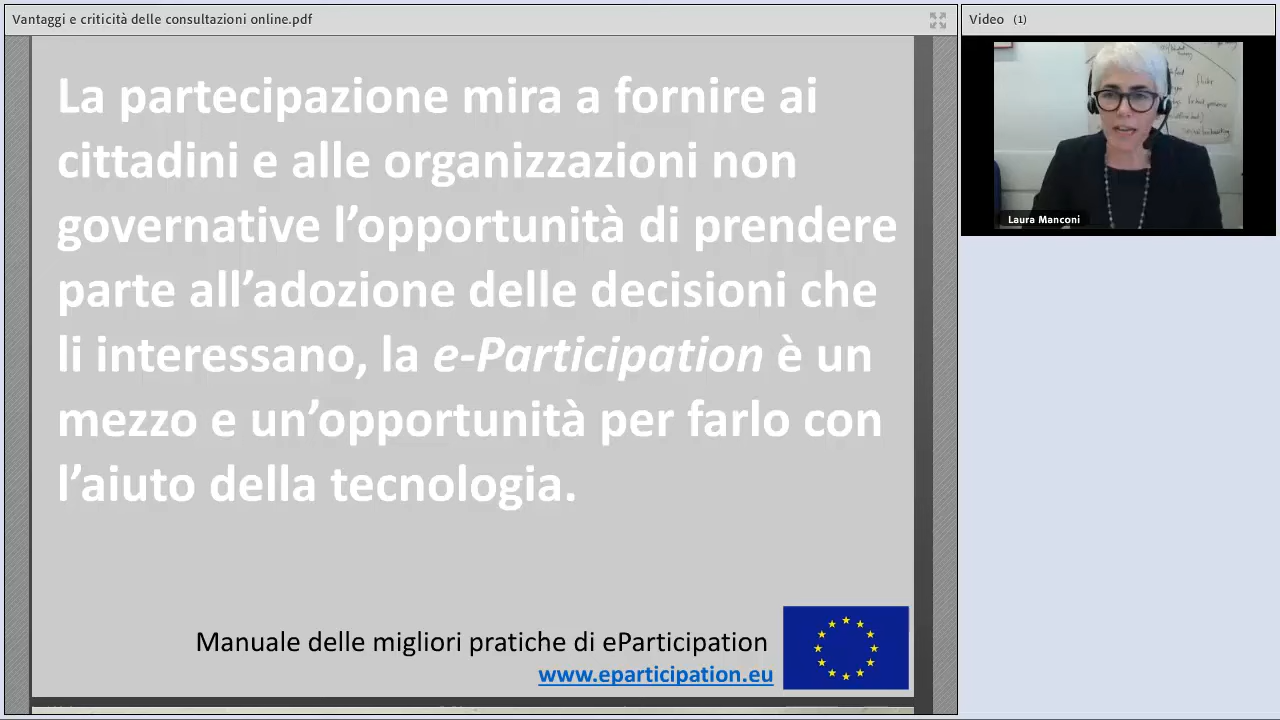 Vantaggi e criticità delle consultazioni online.pdf
Video (1)
La partecipazione mira a fornire ai
cittadini e alle organizzazioni non
governative l’opportunità di prendere
parte all’adozione delle decisioni che
li interessano, la e-Participation è un
mezzo e un’opportunità per farlo con
l’aiuto della tecnologia.
Manuale delle migliori pratiche di eParticipation
www.eparticipation.eu
Laura Manconi